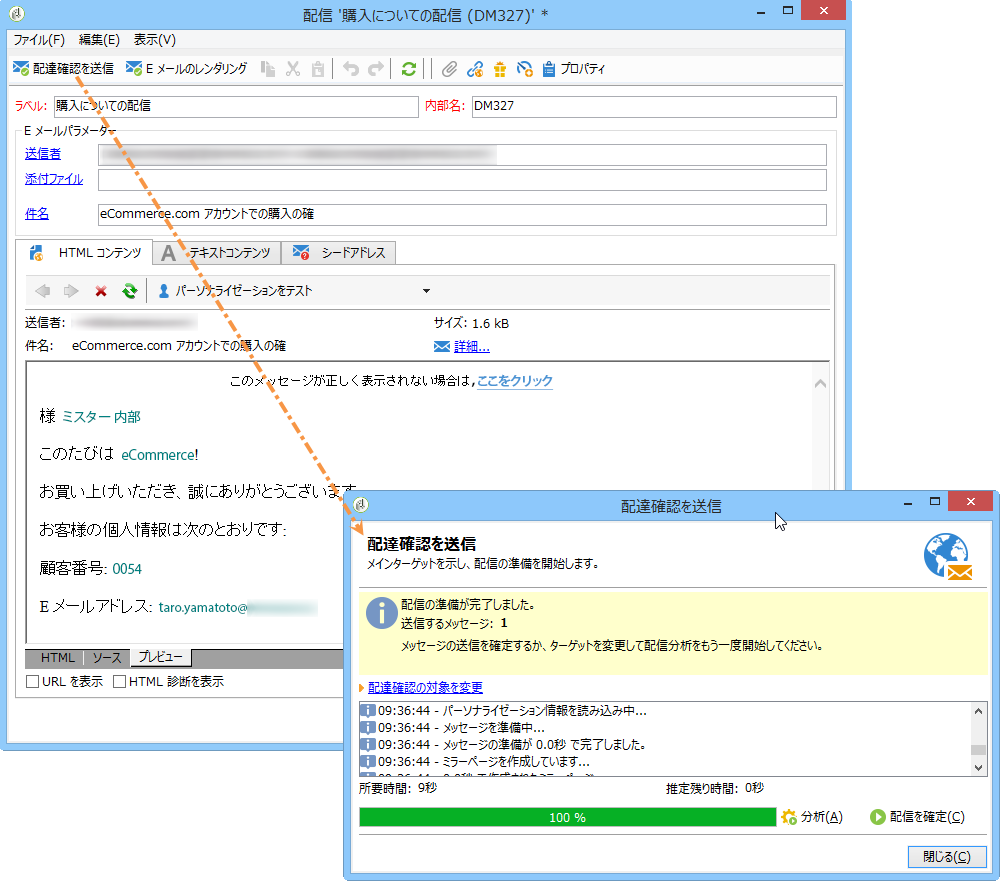 配信 '購入についての配信 (DM327)' *
ファイル(F) 編集(E) 表示(V)
配達確認を送信 E メールのレンダリング プロパティ
ラベル: 購入についての配信 内部名: DM327
E メールパラメーター
送信者
添付ファイル
件名 eCommerce.com アカウントでの購入の確
HTML コンテンツ テキストコンテンツ シードアドレス
パーソナライゼーションをテスト
送信者: サイズ: 1.6 kB
件名: eCommerce.com アカウントでの購入の確 詳細...
このメッセージが正しく表示されない場合は,ここをクリック
様 ミスター 内部
このたびは eCommerce!
お買い上げいただき、誠にありがとうございます
お客様の個人情報は次のとおりです:
顧客番号: 0054
E メールアドレス: taro.yamatoto@
HTML ソース プレビュー
URL を表示 HTML 診断を表示
配達確認を送信
配達確認を送信
メインターゲットを示し、配信の準備を開始します。
配信の準備が完了しました。
送信するメッセージ: 1
メッセージの送信を確定するか、ターゲットを変更して配信分析をもう一度開始してください。
配達確認の対象を変更
09:36:44 - パーソナライゼーション情報を読み込み中...
09:36:44 - メッセージを準備中...
09:36:44 - メッセージの準備が 0.0秒 で完了しました。
09:36:44 - ミラーページを作成しています...
所要時間: 9秒 推定残り時間: 0秒
100 % 分析(A) 配信を確定(C)
閉じる(C)